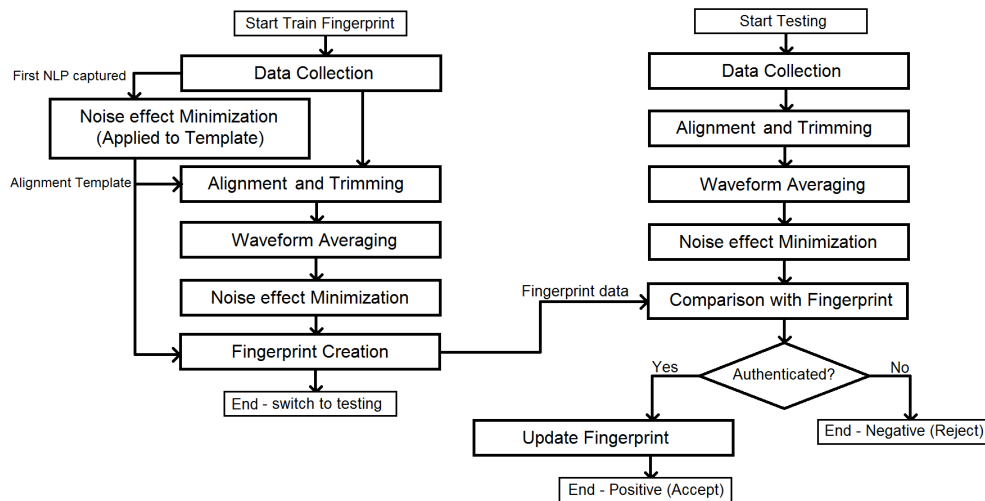 Start Train Fingerprint
Data Collection
First NLP captured
Noise effect Minimization
(Applied to Template)
Alignment Template
Alignment and Trimming
Waveform Averaging
Noise effect Minimization
Fingerprint Creation
End - switch to testing
Fingerprint data
Start Testing
Data Collection
Alignment and Trimming
Waveform Averaging
Noise effect Minimization
Comparison with Fingerprint
Authenticated?
Yes
No
Update Fingerprint
End - Negative (Reject)
End - Positive (Accept)